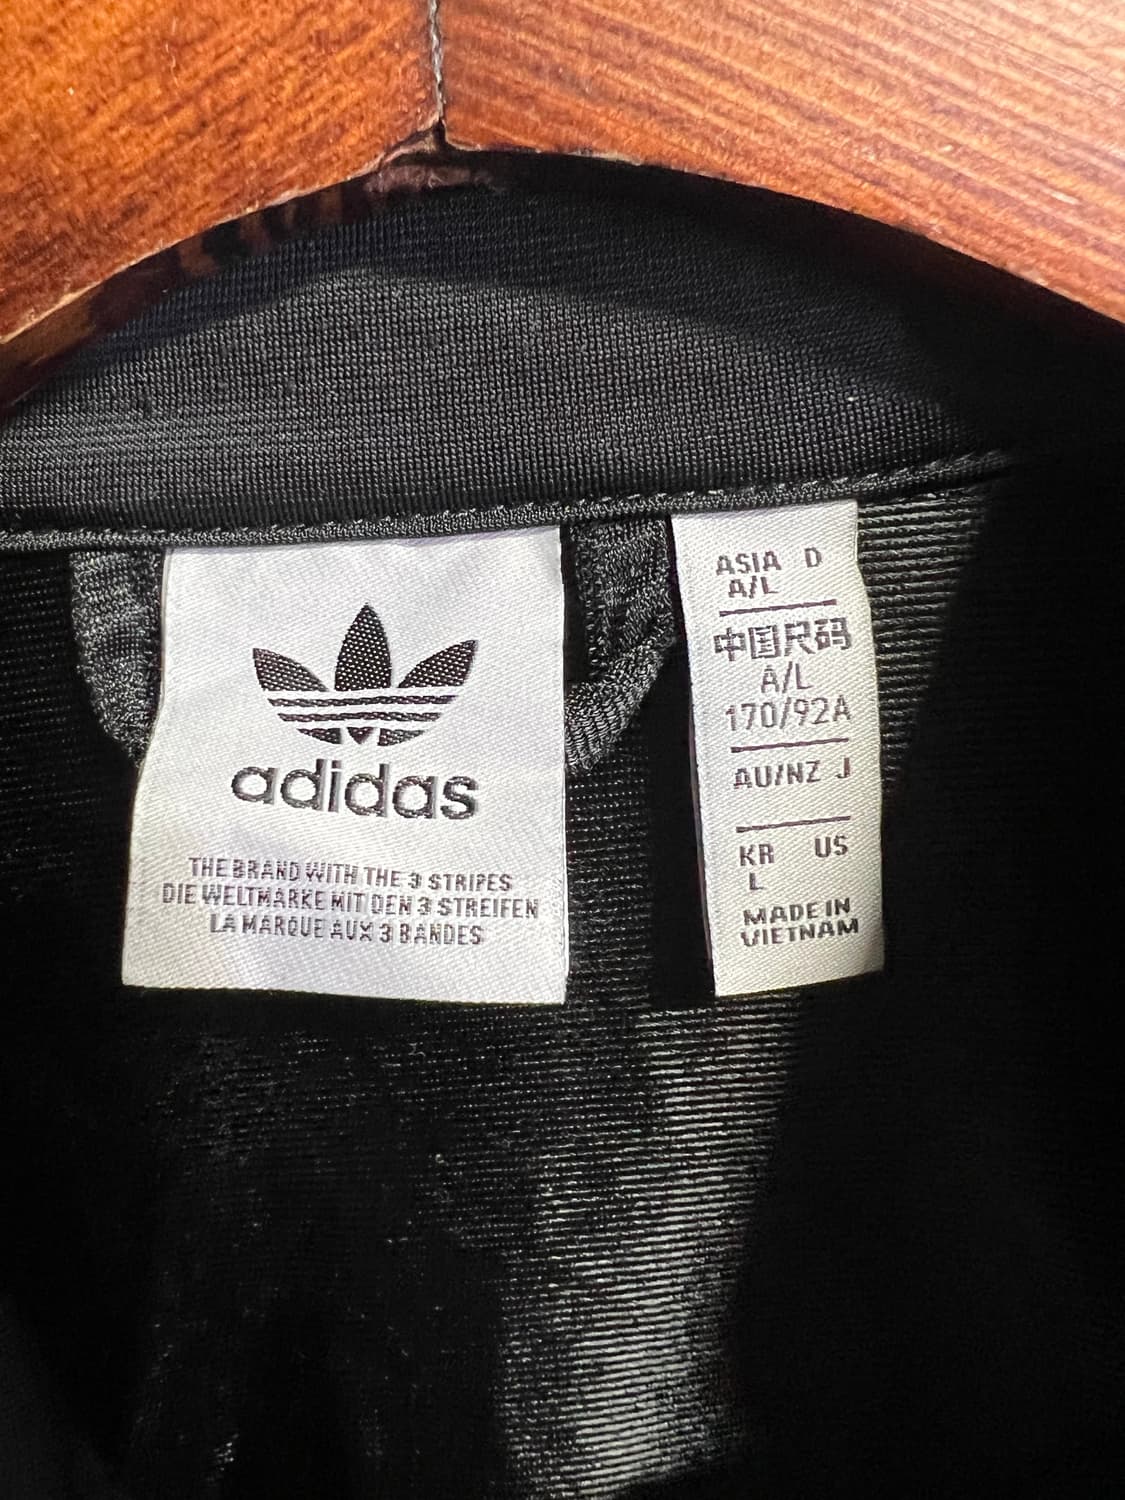 adidas
THE BRAND WITH THE 3 STRIPES
DIE WELTMARKE MIT DEN 3 STREIFEN
LA MARQUE AUX 3 BANDES
ASIA D
A/L
中国尺码
A/L
170/92A
AU/NZ J
KR US
L
MADE IN
VIETNAM